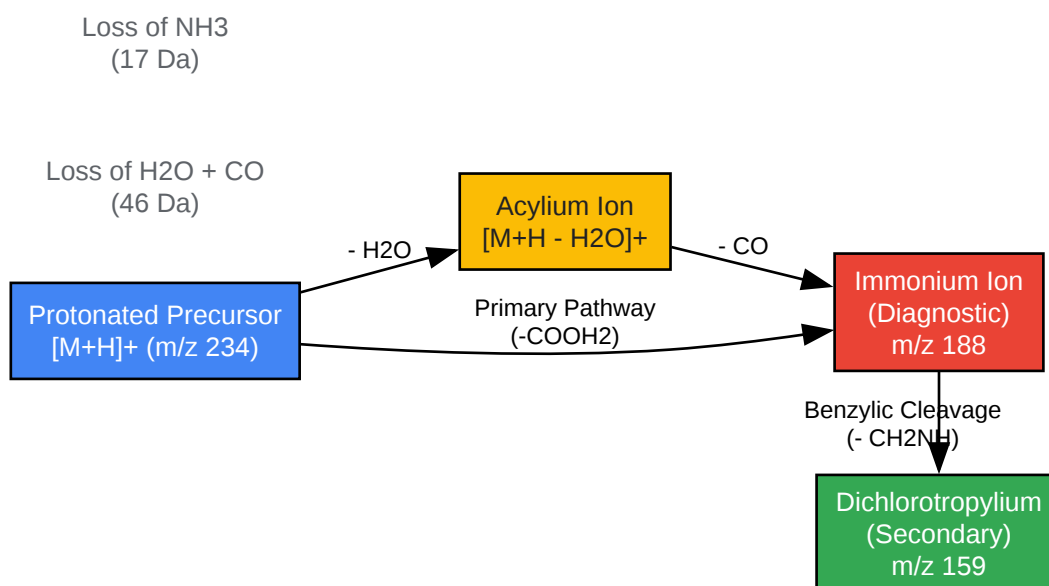 Loss of NH3
(17 Da)
Loss of H2O + CO
(46 Da)
Acylium Ion
[M+H - H2O]+
- H2O
- CO
Protonated Precursor
[M+H]+ (m/z 234)
Primary Pathway
(-COOH2)
Immonium Ion
(Diagnostic)
m/z 188
Benzylic Cleavage
(- CH2NH)
Dichlorotropylium
(Secondary)
m/z 159